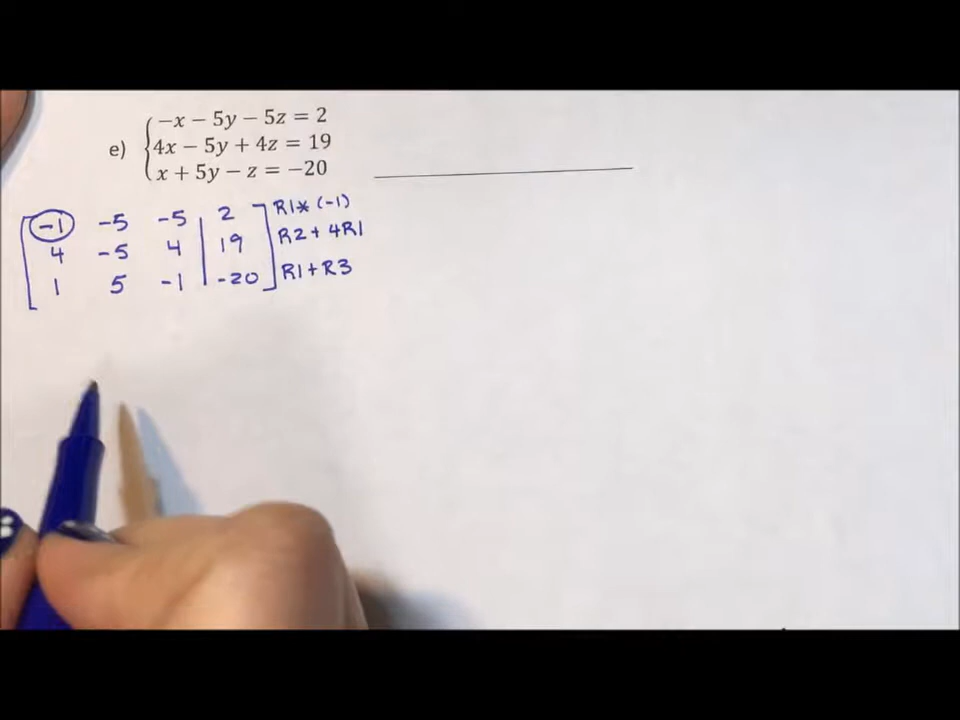 e)
−x − 5y − 5z = 2
4x − 5y + 4z = 19
x + 5y − z = −20
-1 -5 -5 | 2 R1* (-1)
4 -5 4 | 19 R2 + 4R1
1 5 -1 | -20 R1 + R3